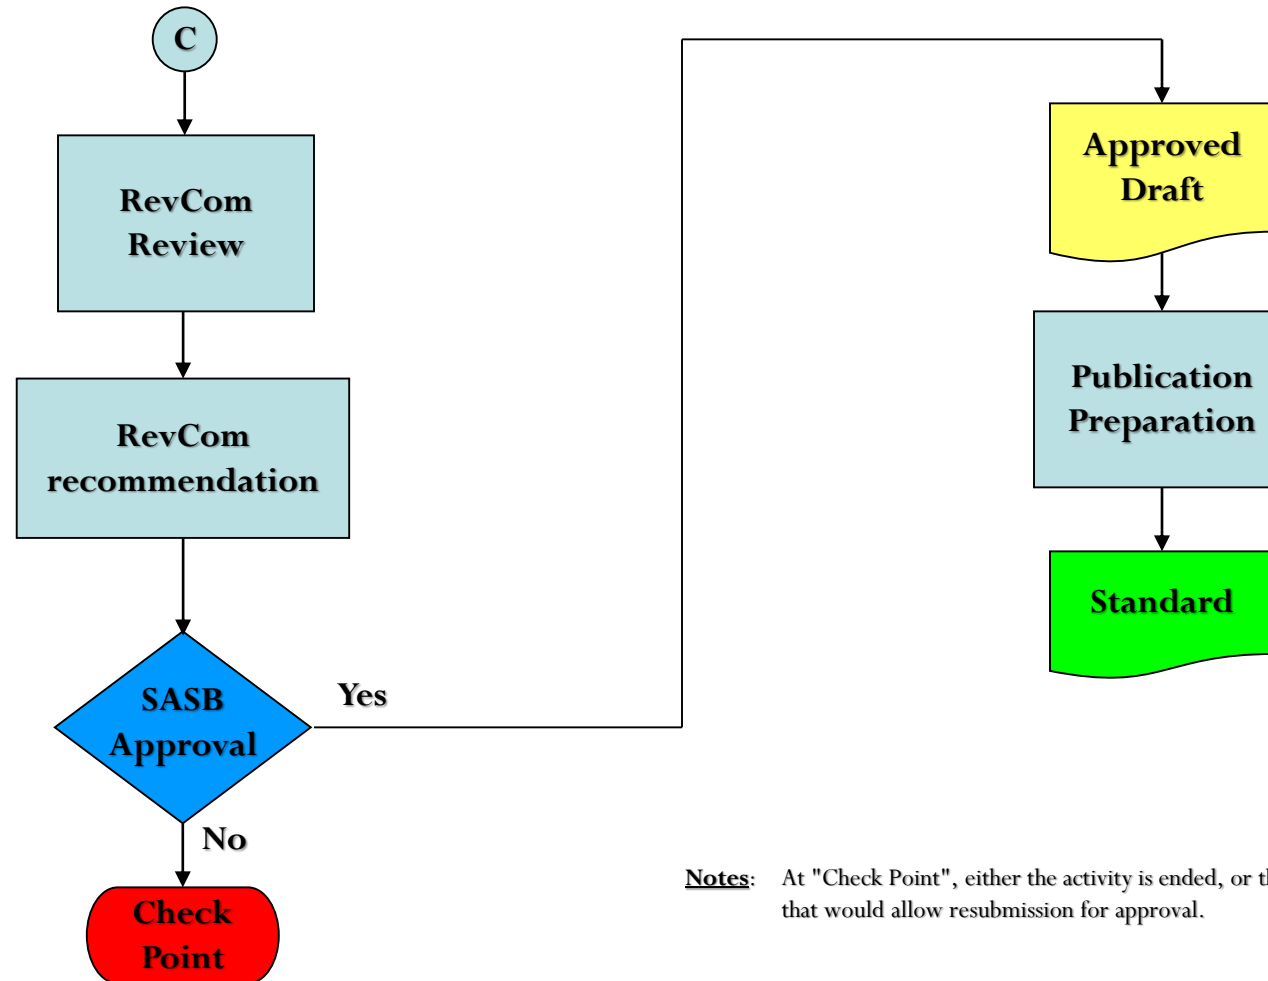 C
RevCom
Review
RevCom
recommendation
SASB
Approval
Yes
No
Check
Point
Approved
Draft
Publication
Preparation
Standard
Notes: At "Check Point", either the activity is ended, or
that would allow resubmission for approval.